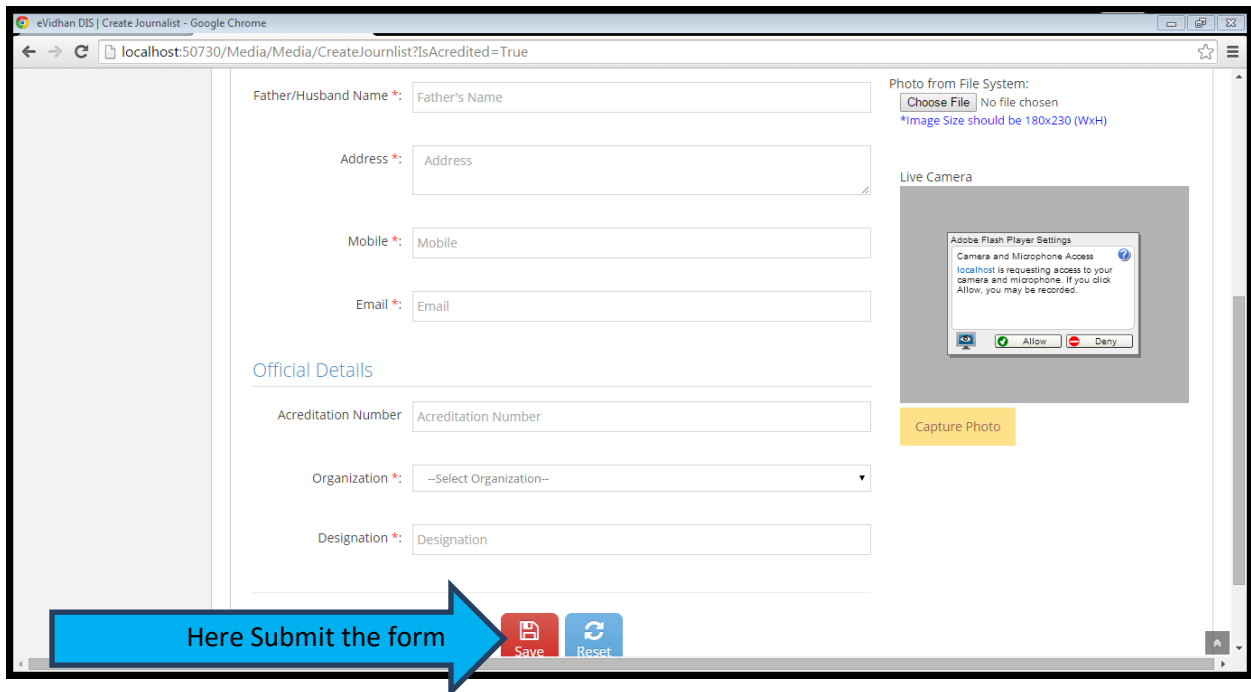 eVidhan DIS | Create Journalist - Google Chrome
localhost:50730/Media/Media/CreateJournlist?IsAcredited=True
Father/Husband Name *:
Father's Name
Address *:
Address
Mobile *:
Mobile
Email *:
Email
Official Details
Acreditation Number
Acreditation Number
Organization *:
--Select Organization--
Designation *:
Designation
Here Submit the form
Save
Reset
Photo from File System:
Choose File No file chosen
*Image Size should be 180x230 (WxH)
Live Camera
Adobe Flash Player Settings
Camera and Microphone Access
localhost is requesting access to your
camera and microphone. If you click
Allow, you may be recorded.
Allow
Deny
Capture Photo